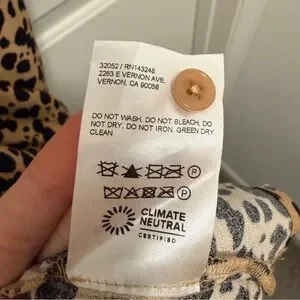 32052 / RN143246
2263 E VERNON AVE.
VERNON, CA 90058
DO NOT WASH. DO NOT BLEACH. DO
NOT DRY. DO NOT IRON. GREEN DRY
CLEAN.
P
P
CLIMATE
NEUTRAL
CERTIFIED